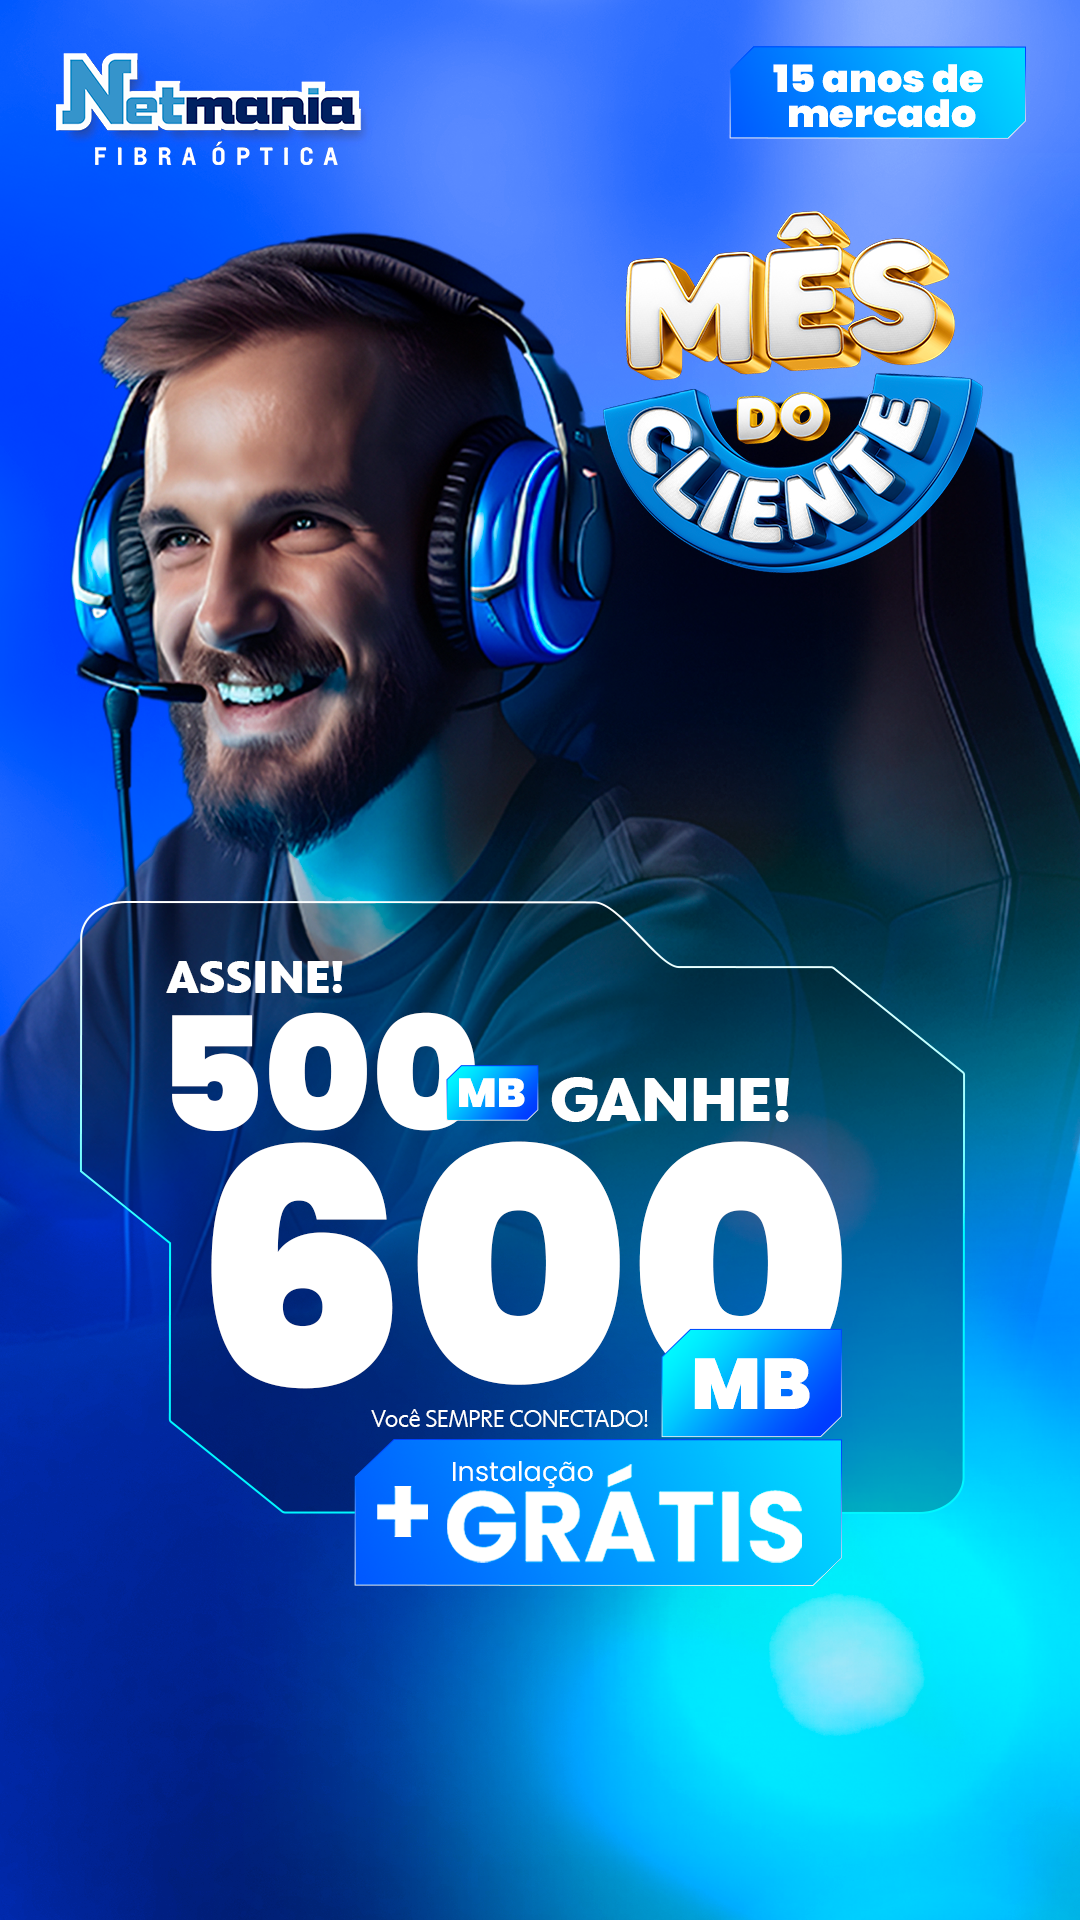 Netmania
FIBRA ÓPTICA
15 anos de
mercado
MÊS
DO
CLIENTE
ASSINE!
500 MB GANHE!
600
MB
Você SEMPRE CONECTADO!
Instalação
+ GRÁTIS